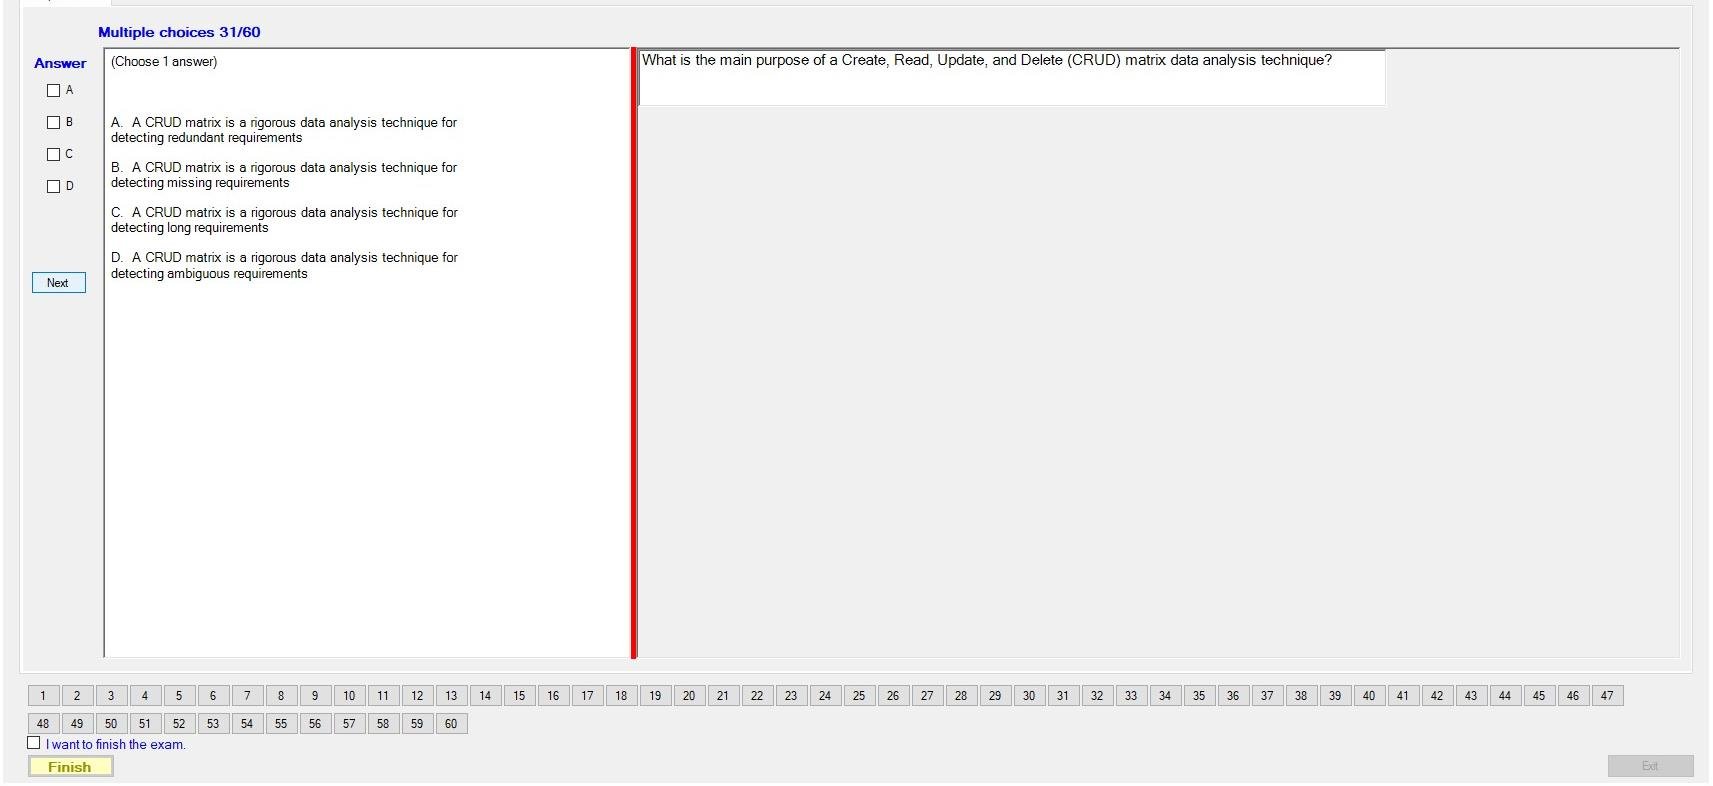 Multiple choices 31/60
Answer
A
B
C
D
Next
(Choose 1 answer)
A. A CRUD matrix is a rigorous data analysis technique for
detecting redundant requirements
B. A CRUD matrix is a rigorous data analysis technique for
detecting missing requirements
C. A CRUD matrix is a rigorous data analysis technique for
detecting long requirements
D. A CRUD matrix is a rigorous data analysis technique for
detecting ambiguous requirements
What is the main purpose of a Create, Read, Update, and Delete (CRUD) matrix data analysis technique?
1 2 3 4 5 6 7 8 9 10 11 12 13 14 15 16 17 18 19 20 21 22 23 24 25 26 27 28 29 30 31 32 33 34 35 36 37 38 39 40 41 42 43 44 45 46 47
48 49 50 51 52 53 54 55 56 57 58 59 60
I want to finish the exam.
Finish
Exit